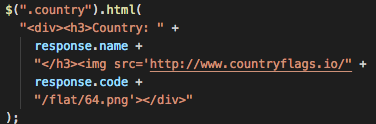 $(".country").html(
"<div><h3>Country: " +
response.name +
"</h3><img src='http://www.countryflags.io/" +
response.code +
"/flat/64.png'></div>"
);